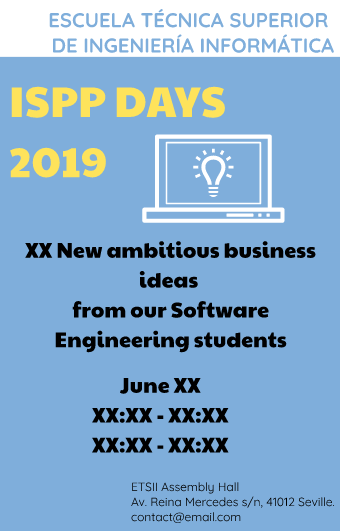 ESCUELA TÉCNICA SUPERIOR
DE INGENIERÍA INFORMÁTICA
ISPP DAYS
2019
XX New ambitious business
ideas
from our Software
Engineering students
June XX
XX:XX - XX:XX
XX:XX - XX:XX
ETSII Assembly Hall
Av. Reina Mercedes s/n, 41012 Seville.
contact@email.com